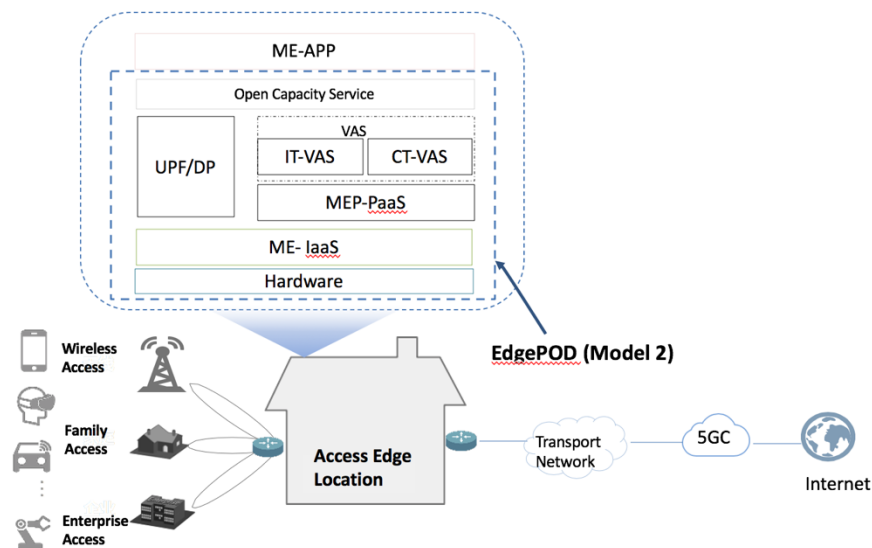 ME-APP
Open Capacity Service
VAS
UPF/DP
IT-VAS
CT-VAS
MEP-PaaS
ME- IaaS
Hardware
EdgePOD (Model 2)
Wireless
Access
Family
Access
Enterprise
Access
Access Edge
Location
Transport
Network
5GC
Internet